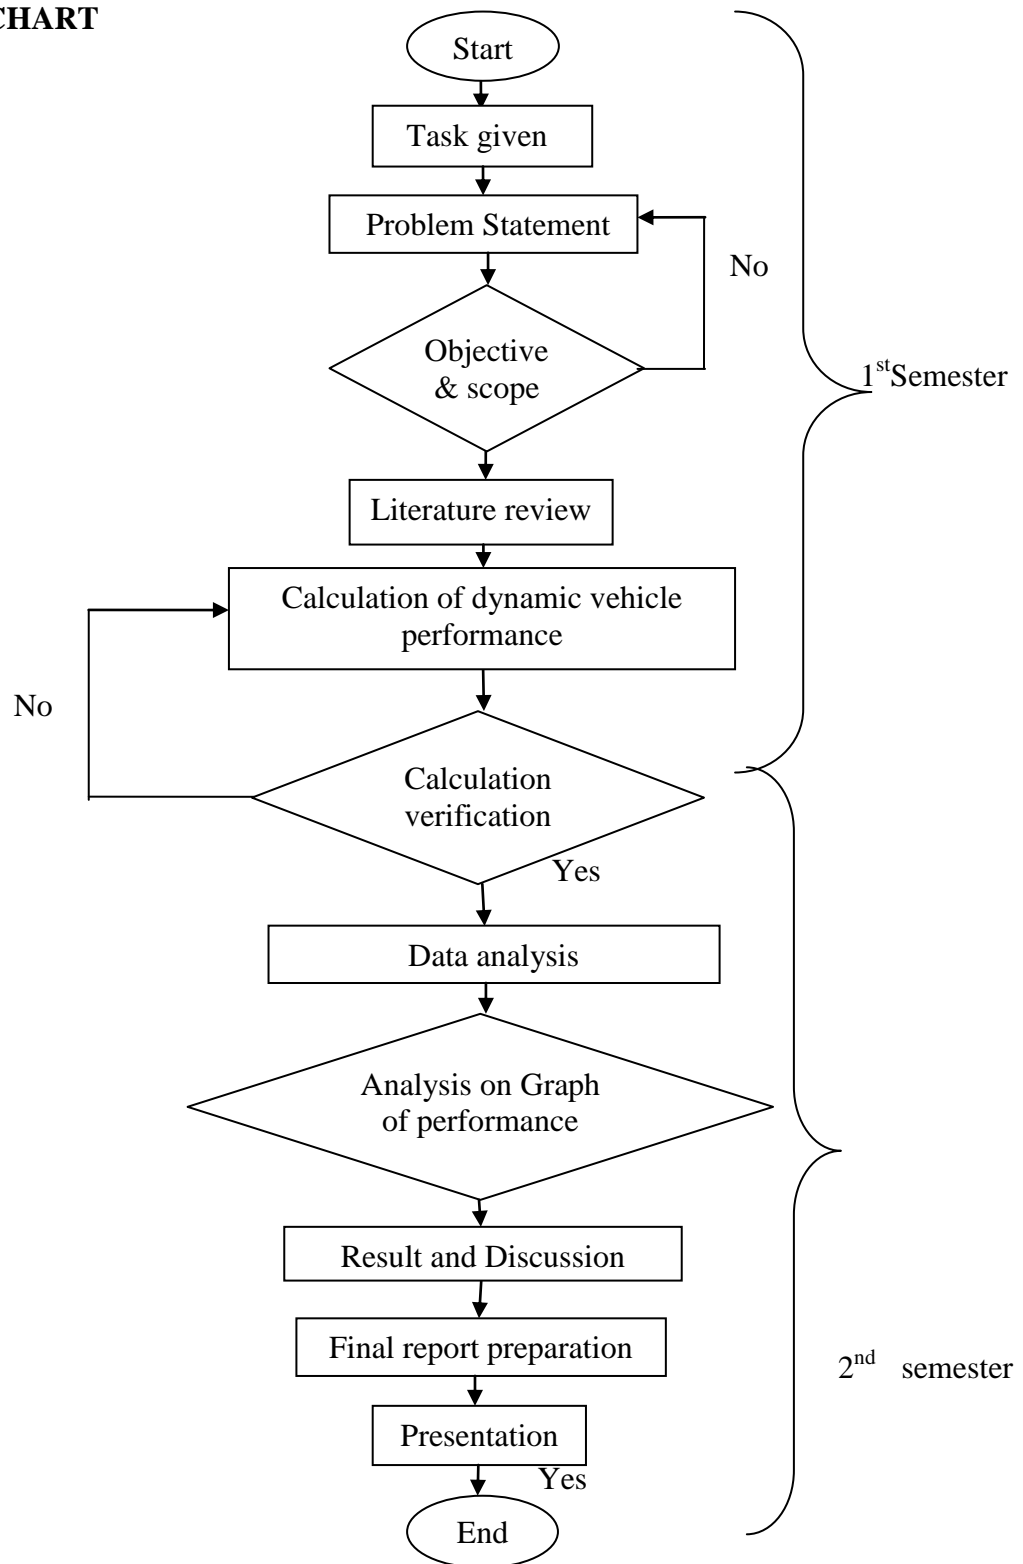 CHART
Start
Task given
Problem Statement
No
Objective
& scope
1st Semester
Literature review
Calculation of dynamic vehicle
performance
No
Calculation
verification
Yes
Data analysis
Analysis on Graph
of performance
Result and Discussion
Final report preparation
2nd semester
Presentation
Yes
End